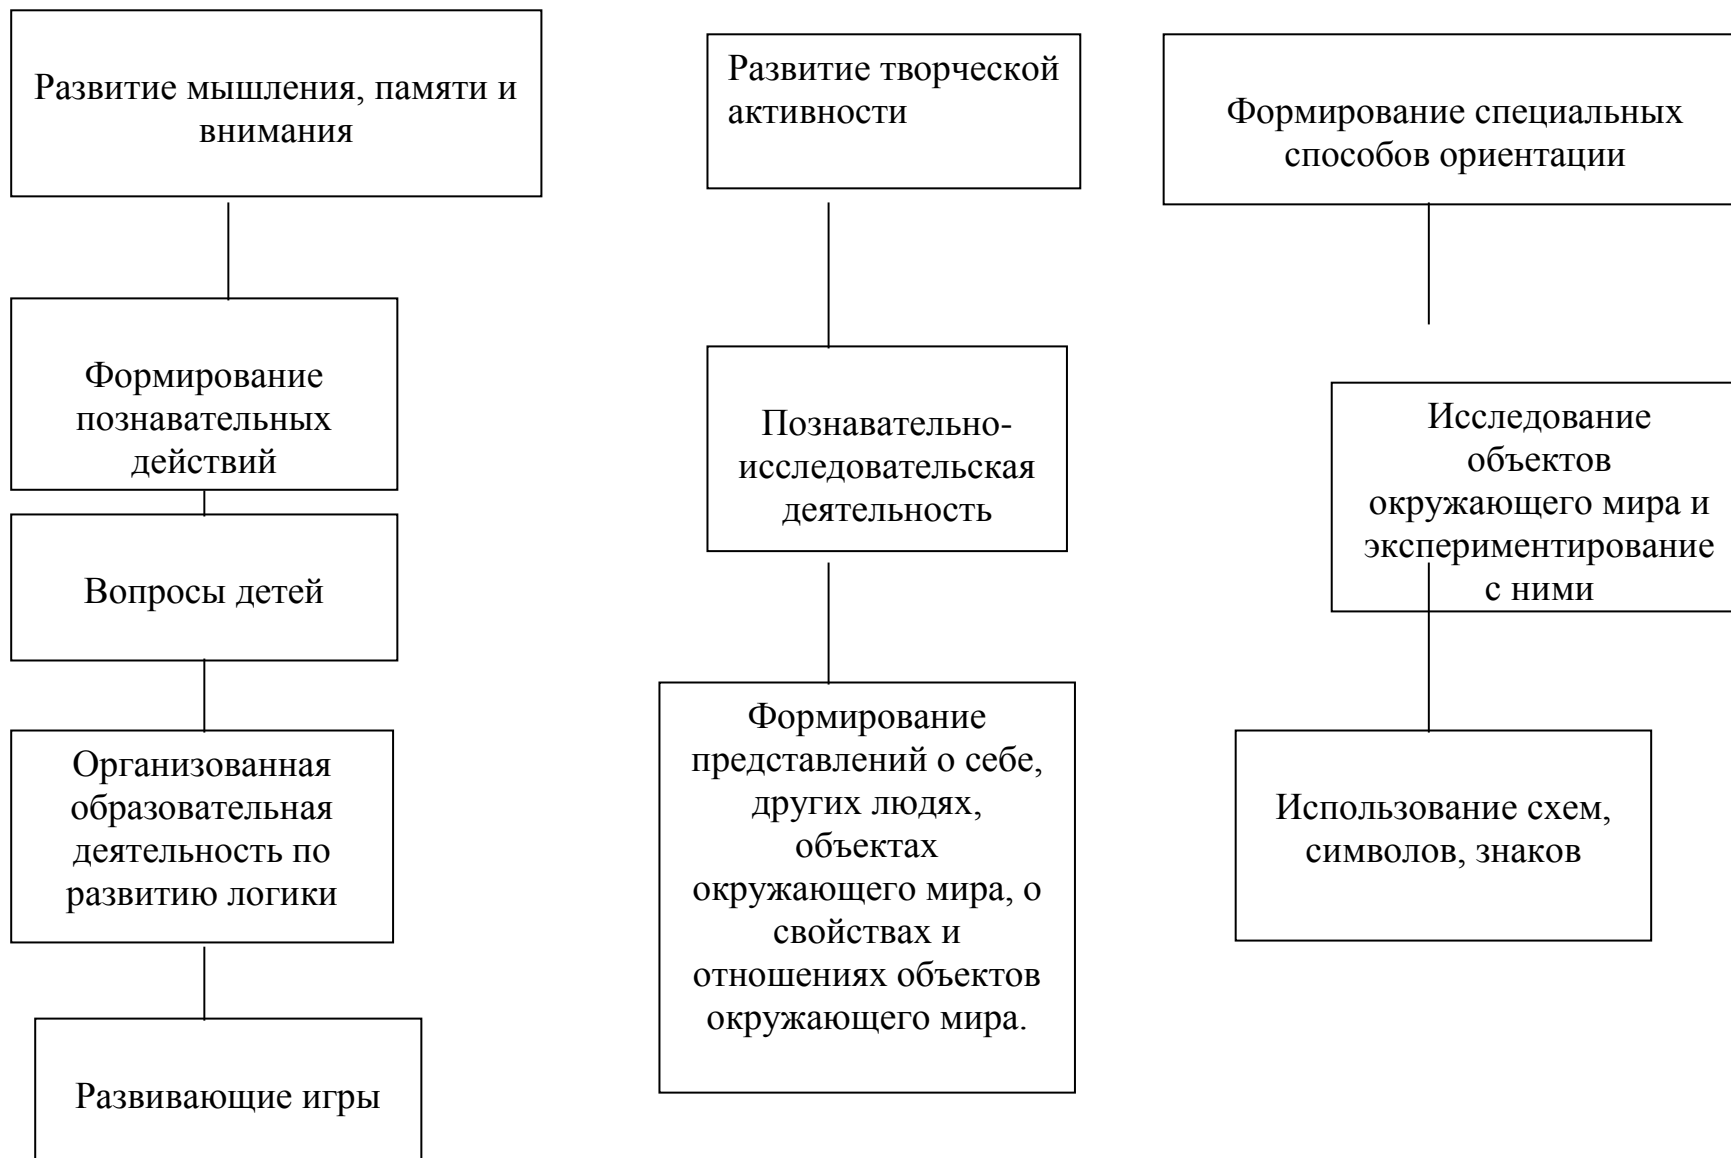 Развитие мышления, памяти и
внимания
Формирование
познавательных
действий
Вопросы детей
Организованная
образовательная
деятельность по
развитию логики
Развивающие игры
Развитие творческой
активности
Познавательно-
исследовательская
деятельность
Формирование
представлений о себе,
других людях,
объектах
окружающего мира, о
свойствах и
отношениях объектов
окружающего мира.
Формирование специальных
способов ориентации
Исследование
объектов
окружающего мира и
экспериментирование
с ними
Использование схем,
символов, знаков